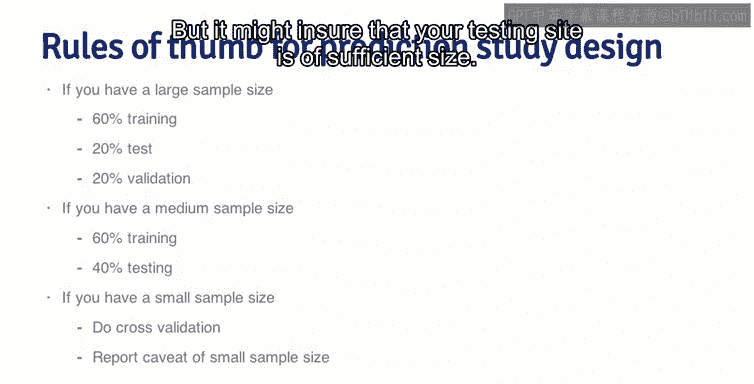 But it might insure that your testing site
is of sufficient size.
Rules of thumb for prediction study design
· If you have a large sample size
- 60% training
- 20% test
- 20% validation
· If you have a medium sample size
- 60% training
- 40% testing
· If you have a small sample size
- Do cross validation
- Report caveat of small sample size